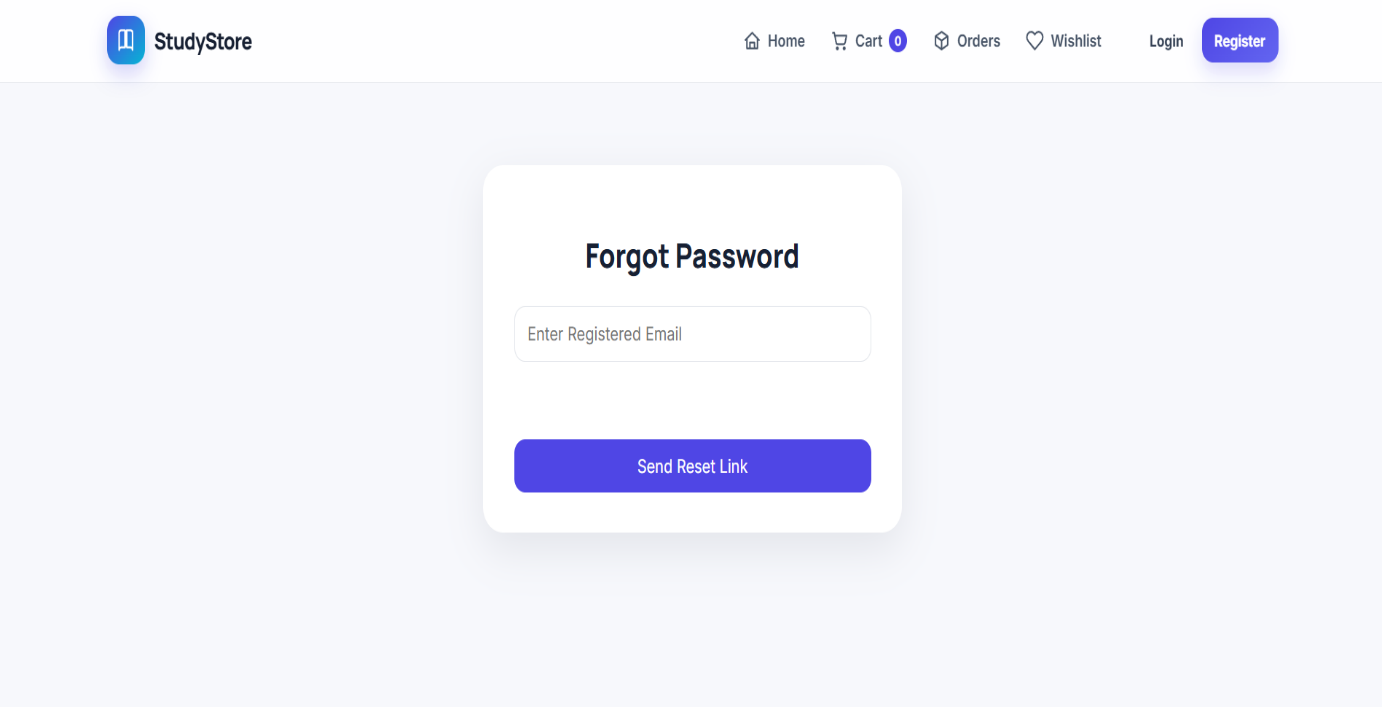 StudyStore
Home Cart 0 Orders Wishlist Login Register
Forgot Password
Enter Registered Email
Send Reset Link